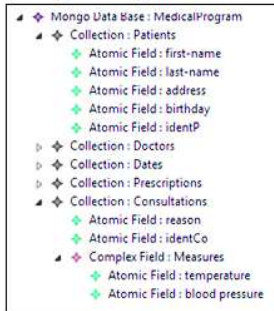 Mongo Data Base : MedicalProgram
Collection : Patients
Atomic Field : first-name
Atomic Field : last-name
Atomic Field : address
Atomic Field : birthday
Atomic Field : identP
Collection : Doctors
Collection : Dates
Collection : Prescriptions
Collection : Consultations
Atomic Field : reason
Atomic Field : identCo
Complex Field : Measures
Atomic Field : temperature
Atomic Field : blood pressure